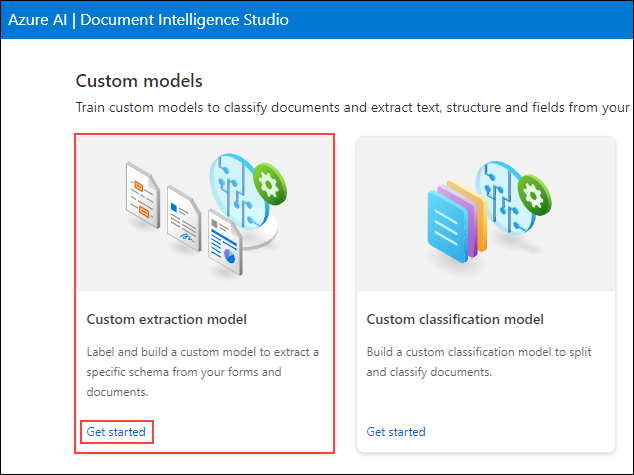 Azure AI | Document Intelligence Studio
Custom models
Train custom models to classify documents and extract text, structure and fields from your
Custom extraction model
Label and build a custom model to extract a
specific schema from your forms and
documents.
Get started
Custom classification model
Build a custom classification model to split
and classify documents.
Get started